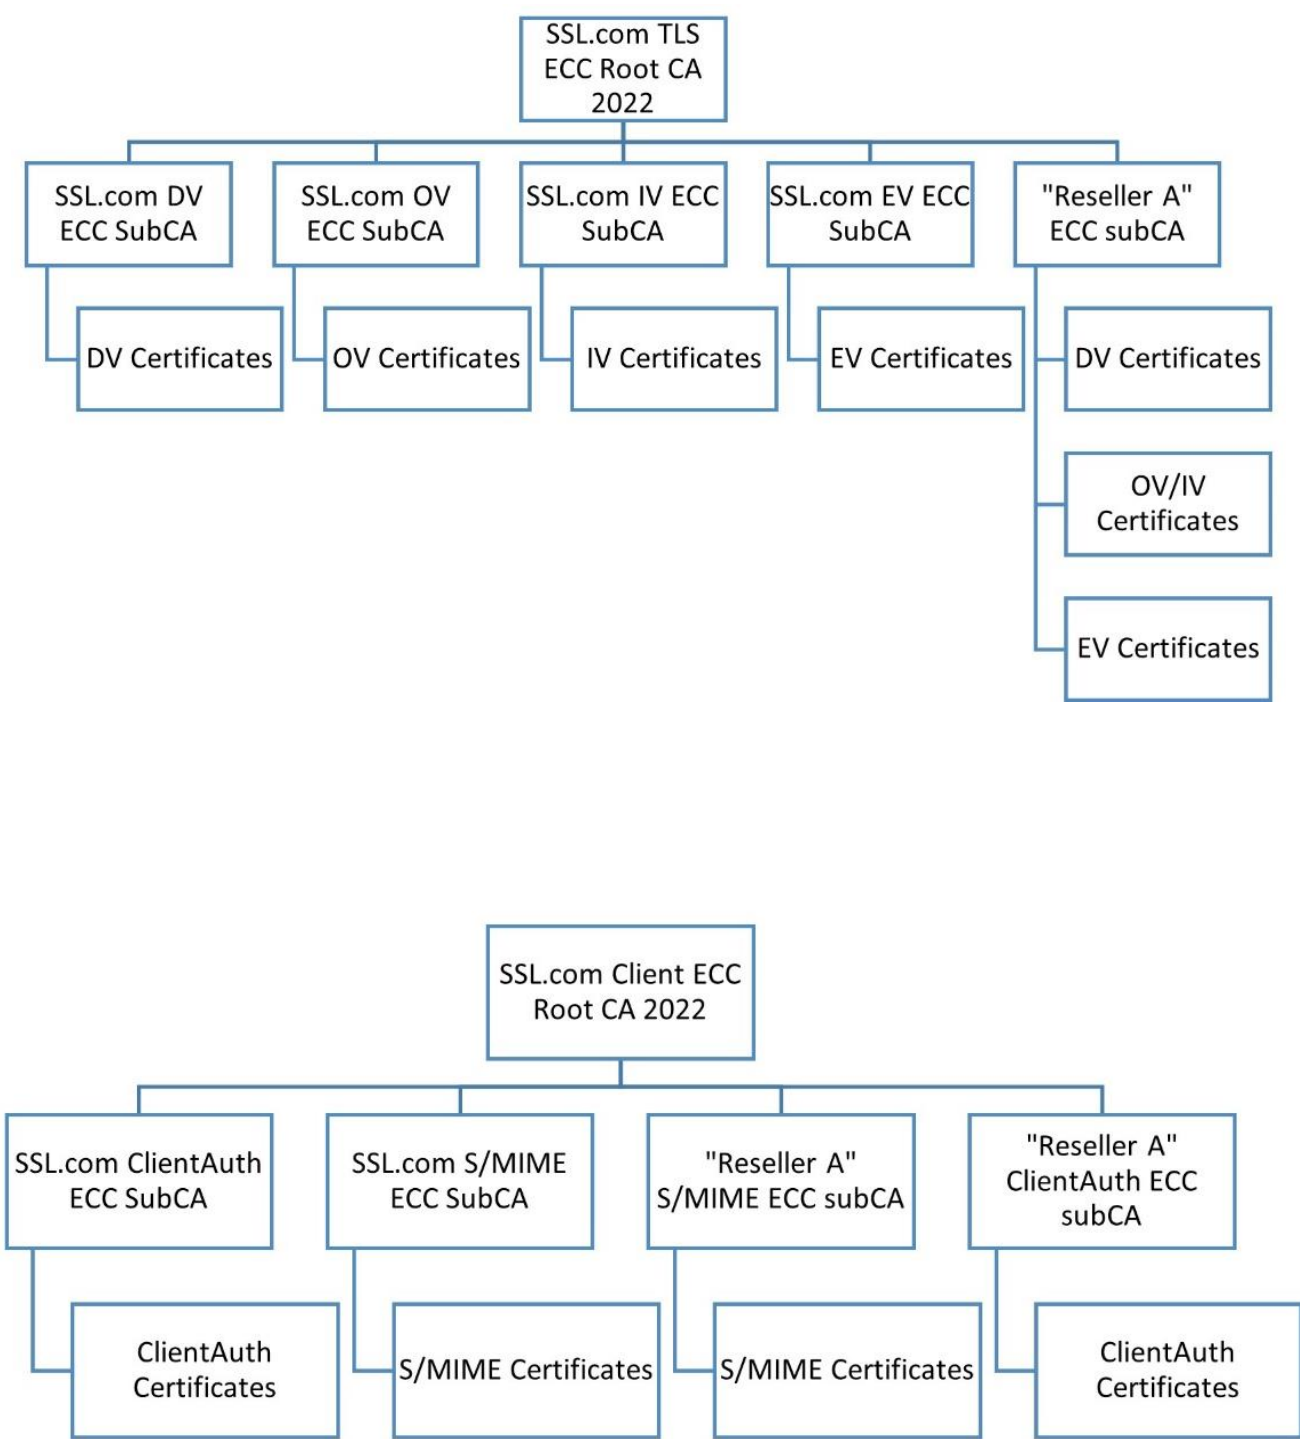 SSL.com TLS
ECC Root CA
2022
SSL.com DV
ECC SubCA
SSL.com OV
ECC SubCA
SSL.com IV ECC
SubCA
SSL.com EV ECC
SubCA
"Reseller A"
ECC subCA
DV Certificates
OV Certificates
IV Certificates
EV Certificates
DV Certificates
OV/IV
Certificates
EV Certificates
SSL.com Client ECC
Root CA 2022
SSL.com ClientAuth
ECC SubCA
SSL.com S/MIME
ECC SubCA
"Reseller A"
S/MIME ECC subCA
"Reseller A"
ClientAuth ECC
subCA
ClientAuth
Certificates
S/MIME Certificates
S/MIME Certificates
ClientAuth
Certificates